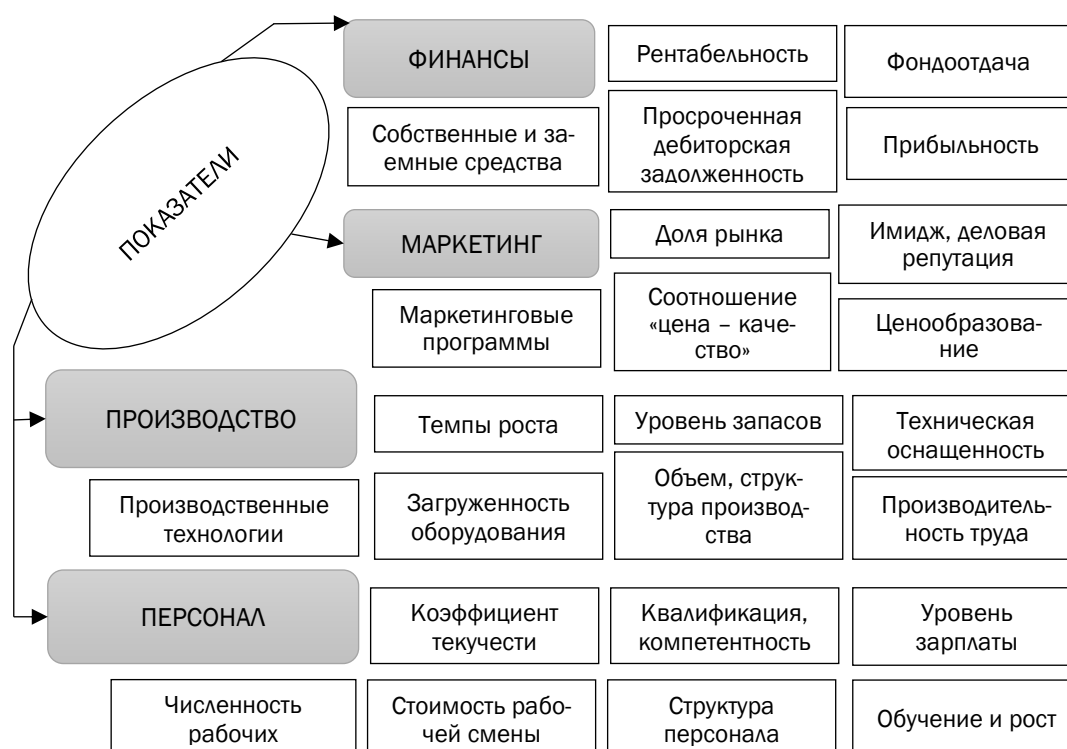 ПОКАЗАТЕЛИ
ФИНАНСЫ
Рентабельность
Фондоотдача
Собственные и за-
емные средства
Просроченная
дебиторская
задолженность
Прибыльность
МАРКЕТИНГ
Доля рынка
Имидж, деловая
репутация
Маркетинговые
программы
Соотношение
«цена – каче-
ство»
Ценообразова-
ние
ПРОИЗВОДСТВО
Темпы роста
Уровень запасов
Техническая
оснащенность
Производственные
технологии
Загруженность
оборудования
Объем, струк-
тура производ-
ства
Производитель-
ность труда
ПЕРСОНАЛ
Коэффициент
текучести
Квалификация,
компетентность
Уровень
зарплаты
Численность
рабочих
Стоимость рабо-
чей смены
Структура
персонала
Обучение и рост